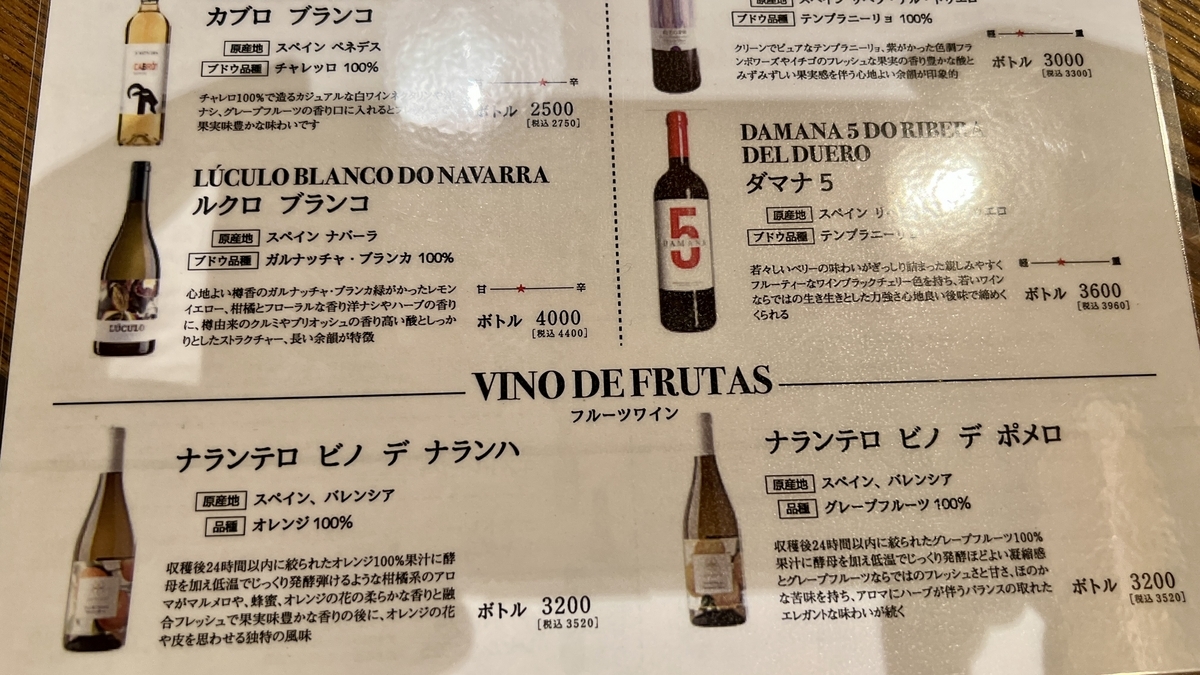 カブロ ブランコ
原産地 スペイン ペネデス
ブドウ品種 チャレッロ 100%
辛
チャレロ100%で造るカジュアルな白ワイン
ナシ、グレープフルーツの香り口に入れると
果実味豊かな味わいです
ボトル 2500
[税込 2750]
CABRÓ!
LÚCULO BLANCO DO NAVARRA
ルクロ ブランコ
原産地 スペイン ナバーラ
ブドウ品種 ガルナッチャ・ブランカ 100%
心地よい樽香のガルナッチャ・ブランカ緑がかったレモン
イエロー、柑橘とフローラルな香り洋ナシやハーブの香り
に、樽由来のクルミやブリオッシュの香り高い酸としっか
りとしたストラクチャー、長い余韻が特徴
甘 辛
ボトル 4000
[税込 4400]
LÚCULO
ブドウ品種 テンプラニーリョ 100%
クリーンでピュアなテンプラニーリョ、紫がかった色調フラ
ンボワーズやイチゴのフレッシュな果実の香り豊かな酸と
みずみずしい果実感を伴う心地よい余韻が印象的
軽 重
ボトル 3000
[税込 3300]
DAMANA 5 DO RIBERA
DEL DUERO
ダマナ 5
原産地 スペイン リ
ブドウ品種 テンプラニー
若々しいベリーの味わいがぎっしり詰まった親しみやすく
フルーティーなワインブラックチェリー色を持ち、若いワイン
ならではの生き生きとした力強さ心地良い後味で締めく
くられる
軽 重
ボトル 3600
[税込 3960]
5
DAMANA
VINO DE FRUTAS
フルーツワイン
ナランテロ ビノ デ ナランハ
原産地 スペイン、バレンシア
品種 オレンジ 100%
収穫後24時間以内に絞られたオレンジ100%果汁に酵
母を加え低温でじっくり発酵弾けるような柑橘系のアロ
マがマルメロや、蜂蜜、オレンジの花の柔らかな香りと融
合フレッシュで果実味豊かな香りの後に、オレンジの花
や皮を思わせる独特の風味
ボトル 3200
[税込 3520]
ナランテロ ビノ デ ポメロ
原産地 スペイン、バレンシア
品種 グレープフルーツ 100%
収穫後24時間以内に絞られたグレープフルーツ100%
果汁に酵母を加え低温でじっくり発酵ほどよい凝縮感
とグレープフルーツならではのフレッシュさと甘さ、ほのか
な苦味を持ち、アロマにハーブが伴うバランスの取れた
エレガントな味わいが続く
ボトル 3200
[税込 3520]